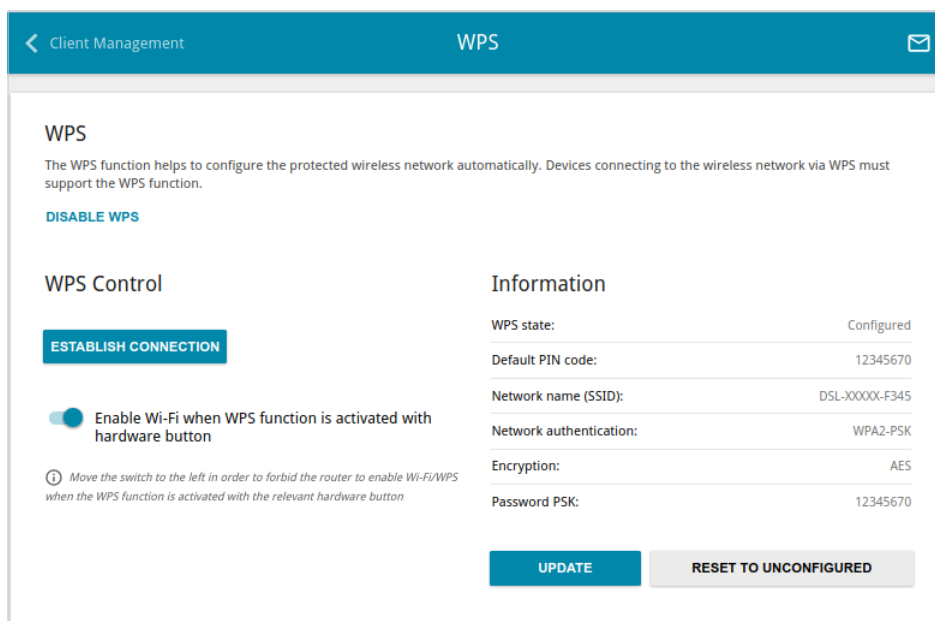 Client Management
WPS
WPS
The WPS function helps to configure the protected wireless network automatically. Devices connecting to the wireless network via WPS must
support the WPS function.
DISABLE WPS
WPS Control
ESTABLISH CONNECTION
Enable Wi-Fi when WPS function is activated with
hardware button
Move the switch to the left in order to forbid the router to enable Wi-Fi/WPS
when the WPS function is activated with the relevant hardware button
Information
WPS state: Configured
Default PIN code: 12345670
Network name (SSID): DSL-XXXXX-F345
Network authentication: WPA2-PSK
Encryption: AES
Password PSK: 12345670
UPDATE RESET TO UNCONFIGURED